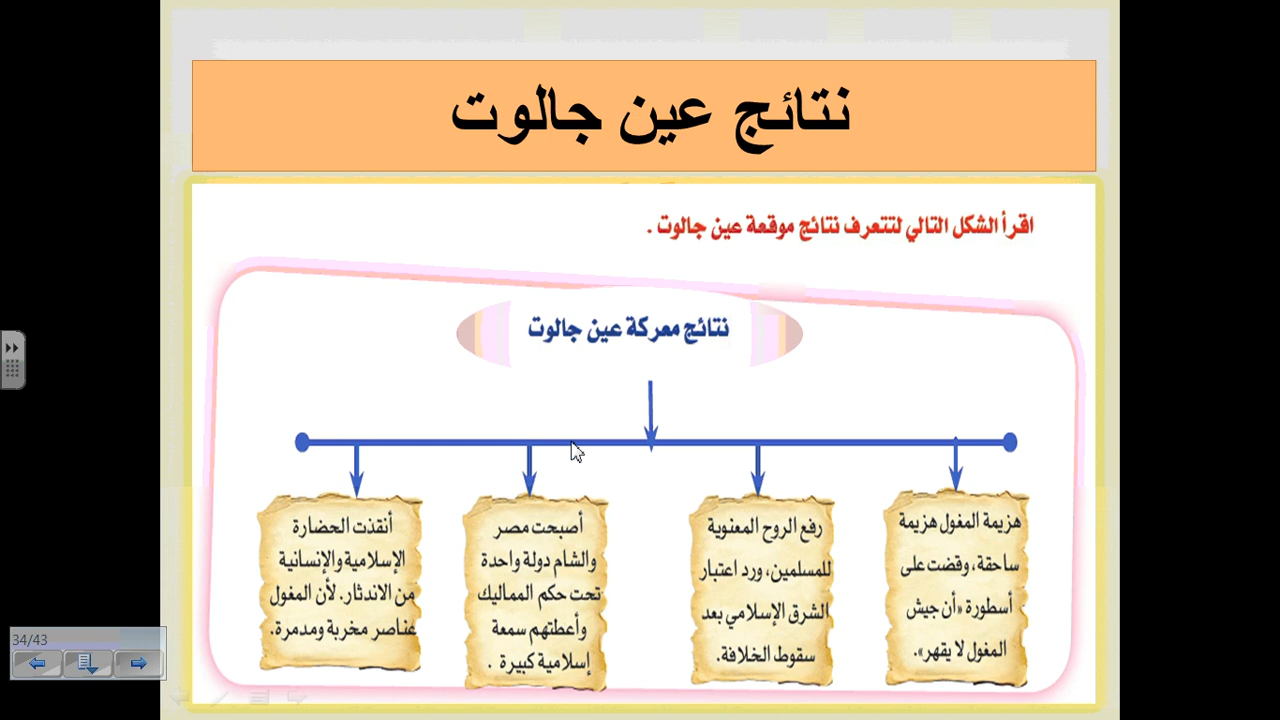 نتائج عين جالوت
اقرأ الشكل التالي لتتعرف نتائج موقعة عين جالوت .
نتائج معركة عين جالوت
هزيمة المغول هزيمة
ساحقة، وقضت على
أسطورة «أن جيش
المغول لا يقهر».
رفع الروح المعنوية
للمسلمين، ورد اعتبار
الشرق الإسلامي بعد
سقوط الخلافة.
أصبحت مصر
والشام دولة واحدة
تحت حكم المماليك
وأعطتهم سمعة
إسلامية كبيرة .
أنقذت الحضارة
الإسلامية والإنسانية
من الاندثار. لأن المغول
عناصر مخربة ومدمرة.
34/43